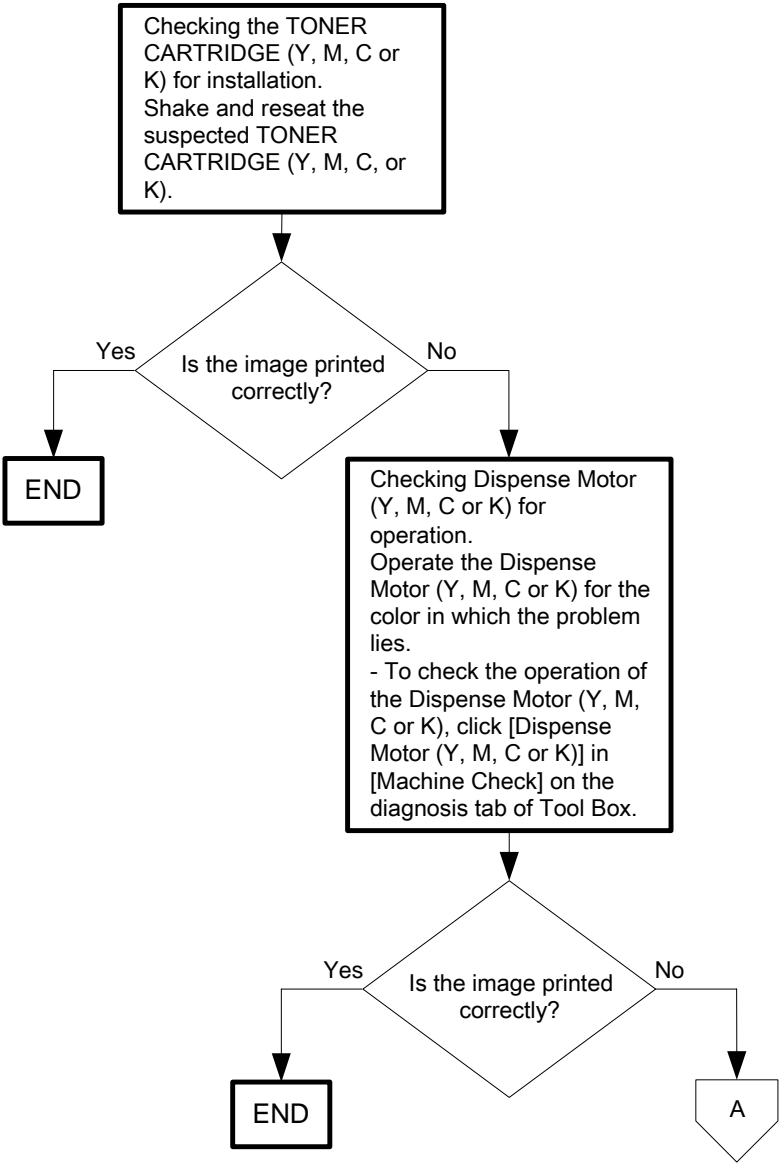 Checking the TONER
CARTRIDGE (Y, M, C or
K) for installation.
Shake and reseat the
suspected TONER
CARTRIDGE (Y, M, C, or
K).
Yes
Is the image printed
correctly?
No
END
Checking Dispense Motor
(Y, M, C or K) for
operation.
Operate the Dispense
Motor (Y, M, C or K) for the
color in which the problem
lies.
- To check the operation of
the Dispense Motor (Y, M,
C or K), click [Dispense
Motor (Y, M, C or K)] in
[Machine Check] on the
diagnosis tab of Tool Box.
Yes
Is the image printed
correctly?
No
END
A